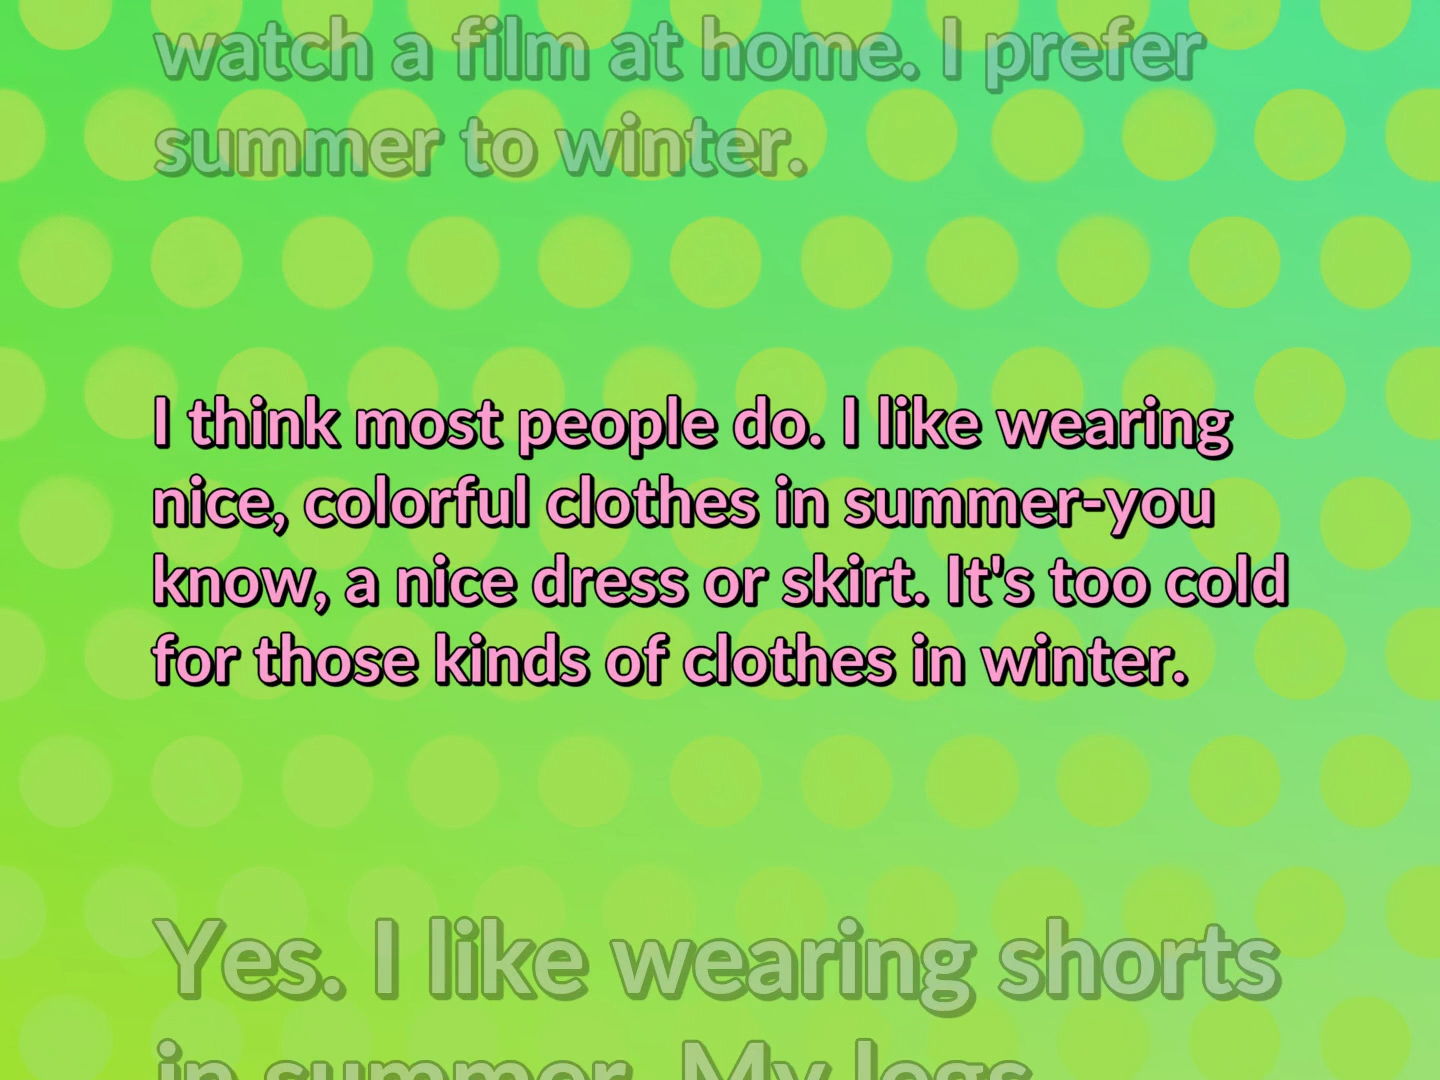 watch a film at home. I prefer
summer to winter.
I think most people do. I like wearing
nice, colorful clothes in summer-you
know, a nice dress or skirt. It's too cold
for those kinds of clothes in winter.
Yes. I like wearing shorts
in summer. My legs